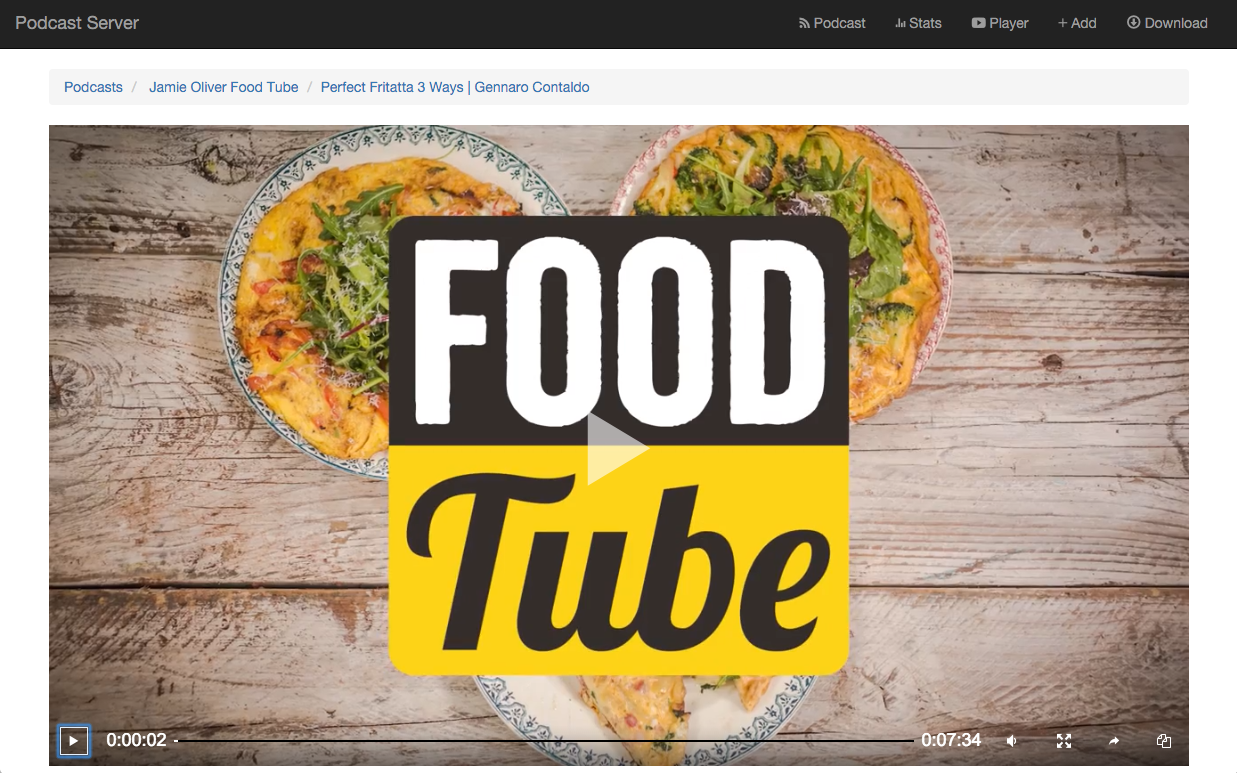 Podcast Server Podcast Stats Player + Add Download
Podcasts / Jamie Oliver Food Tube / Perfect Fritatta 3 Ways | Gennaro Contaldo
FOOD
Tube
0:00:02 0:07:34